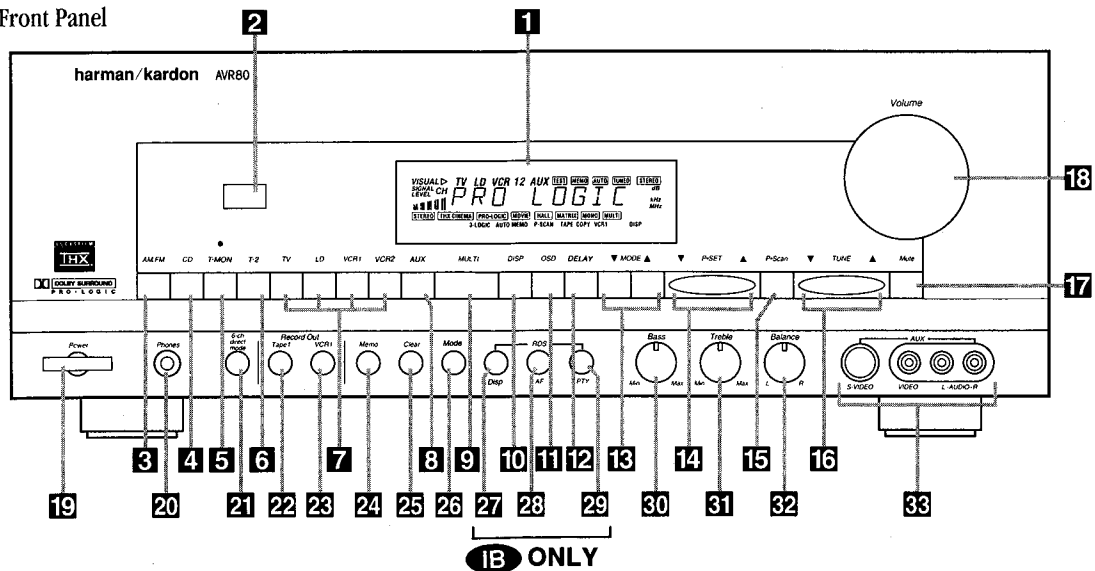 Front Panel
2 1
harman/kardon AVR80
Volume
VISUAL TV LD VCR 12 AUX TEST MEMO AUTO TUNED STEREO
SIGNAL LEVEL CH PRO LOGIC dB kHz MHz
STEREO THX CINEMA PRO-LOGIC MOVIE HALL MATRIX MONO MULTI
3-LOGIC AUTO MEMO P-SCAN TAPE COPY VCR1 DISP
18
LUCASFILM
THX
DOLBY SURROUND
PRO·LOGIC
AM.FM CD T-MON T-2 TV LD VCR1 VCR2 AUX MULTI DISP OSD DELAY MODE P-SET P-Scan TUNE Mute
17
Power Phones 6-ch direct mode Record Out Tape1 VCR1 Memo Clear Mode RDS Disp AF PTY
Bass Min Max Treble Min Max Balance L R
AUX S-VIDEO VIDEO L-AUDIO-R
3 4 5 6 7 8 9 10 11 12 13 14 15 16
19 20 21 22 23 24 25 26 27 28 29 30 31 32 33
IB ONLY